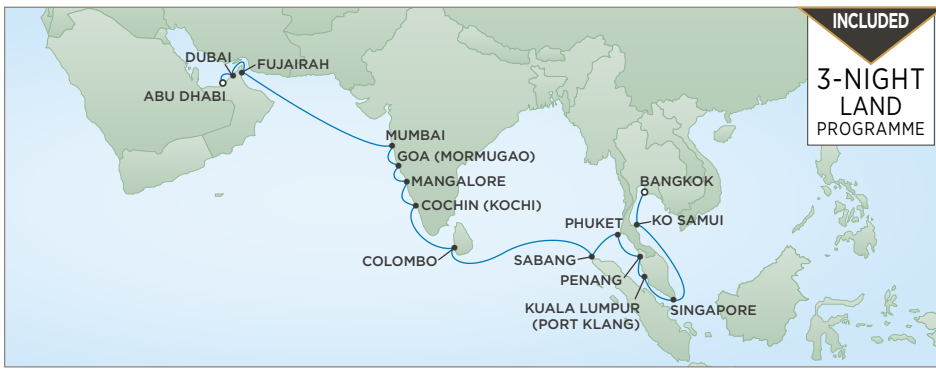 INCLUDED
3-NIGHT
LAND
PROGRAMME
DUBAI
FUJAIRAH
ABU DHABI
MUMBAI
GOA (MORMUGAO)
MANGALORE
COCHIN (KOCHI)
COLOMBO
BANGKOK
PHUKET
KO SAMUI
SABANG
PENANG
KUALA LUMPUR
(PORT KLANG)
SINGAPORE